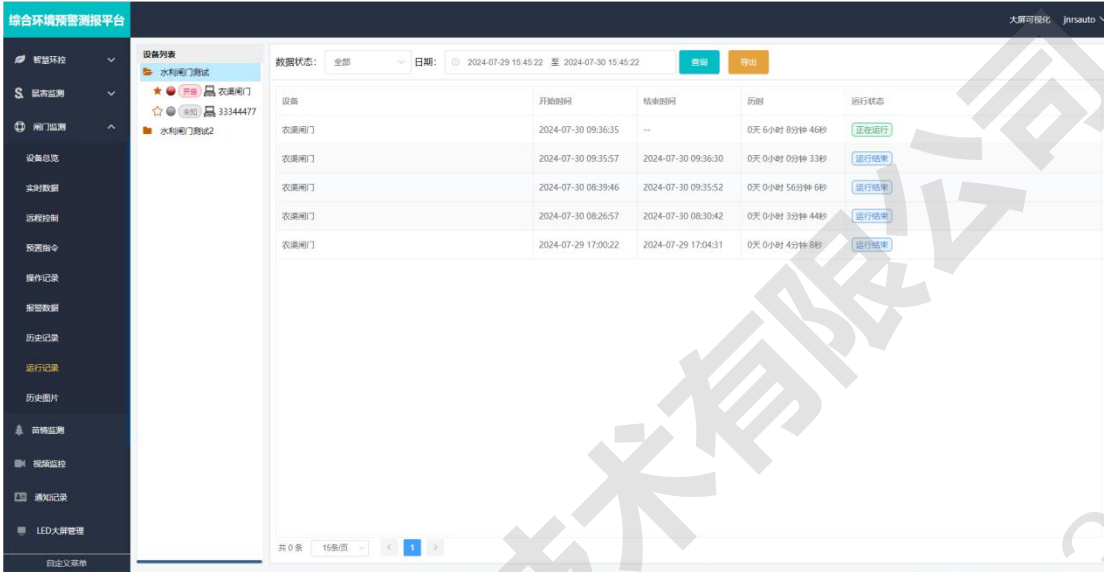 综合环境预警测报平台
大屏可视化 jnrsauto
智慧环控
鼠害监测
闸门监测
设备总览
实时数据
远程控制
预置指令
操作记录
报警数据
历史记录
运行记录
历史图片
苗情监测
视频监控
通知记录
LED大屏管理
自定义菜单
设备列表
水利闸门测试
开启 农渠闸门
未知 33344477
水利闸门测试2
数据状态： 全部 日期： 2024-07-29 15:45:22 至 2024-07-30 15:45:22 查询 导出
设备 开始时间 结束时间 历时 运行状态
农渠闸门 2024-07-30 09:36:35 -- 0天 6小时 8分钟 46秒 正在运行
农渠闸门 2024-07-30 09:35:57 2024-07-30 09:36:30 0天 0小时 0分钟 33秒 运行结束
农渠闸门 2024-07-30 08:39:46 2024-07-30 09:35:52 0天 0小时 56分钟 6秒 运行结束
农渠闸门 2024-07-30 08:26:57 2024-07-30 08:30:42 0天 0小时 3分钟 44秒 运行结束
农渠闸门 2024-07-29 17:00:22 2024-07-29 17:04:31 0天 0小时 4分钟 8秒 运行结束
共 0 条 15条/页 1
技术有限公司